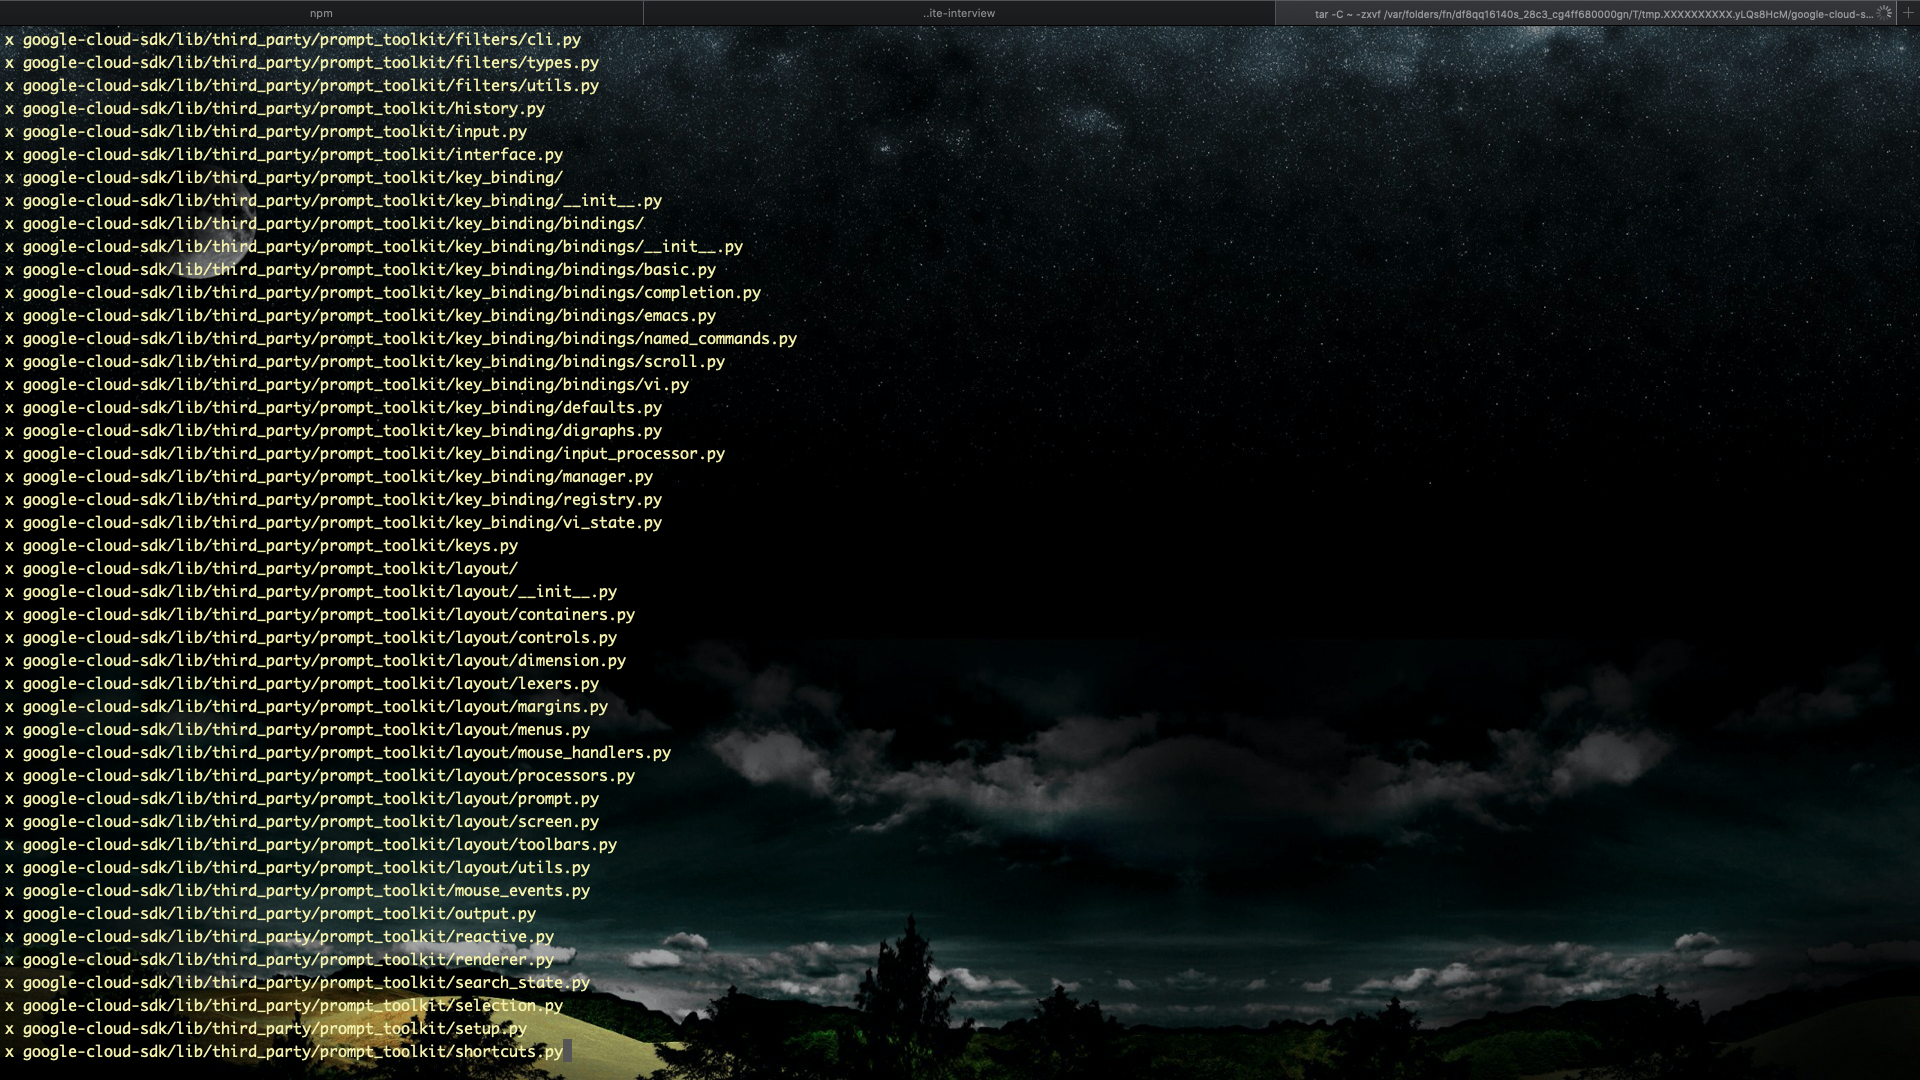 npm
..ite-interview
tar -C ~ -zxvf /var/folders/fn/df8qq16140s_28c3_cg4ff680000gn/T/tmp.XXXXXXXXXX.yLQs8HcM/google-cloud-s...
x google-cloud-sdk/lib/third_party/prompt_toolkit/filters/cli.py
x google-cloud-sdk/lib/third_party/prompt_toolkit/filters/types.py
x google-cloud-sdk/lib/third_party/prompt_toolkit/filters/utils.py
x google-cloud-sdk/lib/third_party/prompt_toolkit/history.py
x google-cloud-sdk/lib/third_party/prompt_toolkit/input.py
x google-cloud-sdk/lib/third_party/prompt_toolkit/interface.py
x google-cloud-sdk/lib/third_party/prompt_toolkit/key_binding/
x google-cloud-sdk/lib/third_party/prompt_toolkit/key_binding/__init__.py
x google-cloud-sdk/lib/third_party/prompt_toolkit/key_binding/bindings/
x google-cloud-sdk/lib/third_party/prompt_toolkit/key_binding/bindings/__init__.py
x google-cloud-sdk/lib/third_party/prompt_toolkit/key_binding/bindings/basic.py
x google-cloud-sdk/lib/third_party/prompt_toolkit/key_binding/bindings/completion.py
x google-cloud-sdk/lib/third_party/prompt_toolkit/key_binding/bindings/emacs.py
x google-cloud-sdk/lib/third_party/prompt_toolkit/key_binding/bindings/named_commands.py
x google-cloud-sdk/lib/third_party/prompt_toolkit/key_binding/bindings/scroll.py
x google-cloud-sdk/lib/third_party/prompt_toolkit/key_binding/bindings/vi.py
x google-cloud-sdk/lib/third_party/prompt_toolkit/key_binding/defaults.py
x google-cloud-sdk/lib/third_party/prompt_toolkit/key_binding/digraphs.py
x google-cloud-sdk/lib/third_party/prompt_toolkit/key_binding/input_processor.py
x google-cloud-sdk/lib/third_party/prompt_toolkit/key_binding/manager.py
x google-cloud-sdk/lib/third_party/prompt_toolkit/key_binding/registry.py
x google-cloud-sdk/lib/third_party/prompt_toolkit/key_binding/vi_state.py
x google-cloud-sdk/lib/third_party/prompt_toolkit/keys.py
x google-cloud-sdk/lib/third_party/prompt_toolkit/layout/
x google-cloud-sdk/lib/third_party/prompt_toolkit/layout/__init__.py
x google-cloud-sdk/lib/third_party/prompt_toolkit/layout/containers.py
x google-cloud-sdk/lib/third_party/prompt_toolkit/layout/controls.py
x google-cloud-sdk/lib/third_party/prompt_toolkit/layout/dimension.py
x google-cloud-sdk/lib/third_party/prompt_toolkit/layout/lexers.py
x google-cloud-sdk/lib/third_party/prompt_toolkit/layout/margins.py
x google-cloud-sdk/lib/third_party/prompt_toolkit/layout/menus.py
x google-cloud-sdk/lib/third_party/prompt_toolkit/layout/mouse_handlers.py
x google-cloud-sdk/lib/third_party/prompt_toolkit/layout/processors.py
x google-cloud-sdk/lib/third_party/prompt_toolkit/layout/prompt.py
x google-cloud-sdk/lib/third_party/prompt_toolkit/layout/screen.py
x google-cloud-sdk/lib/third_party/prompt_toolkit/layout/toolbars.py
x google-cloud-sdk/lib/third_party/prompt_toolkit/layout/utils.py
x google-cloud-sdk/lib/third_party/prompt_toolkit/mouse_events.py
x google-cloud-sdk/lib/third_party/prompt_toolkit/output.py
x google-cloud-sdk/lib/third_party/prompt_toolkit/reactive.py
x google-cloud-sdk/lib/third_party/prompt_toolkit/renderer.py
x google-cloud-sdk/lib/third_party/prompt_toolkit/search_state.py
x google-cloud-sdk/lib/third_party/prompt_toolkit/selection.py
x google-cloud-sdk/lib/third_party/prompt_toolkit/setup.py
x google-cloud-sdk/lib/third_party/prompt_toolkit/shortcuts.py